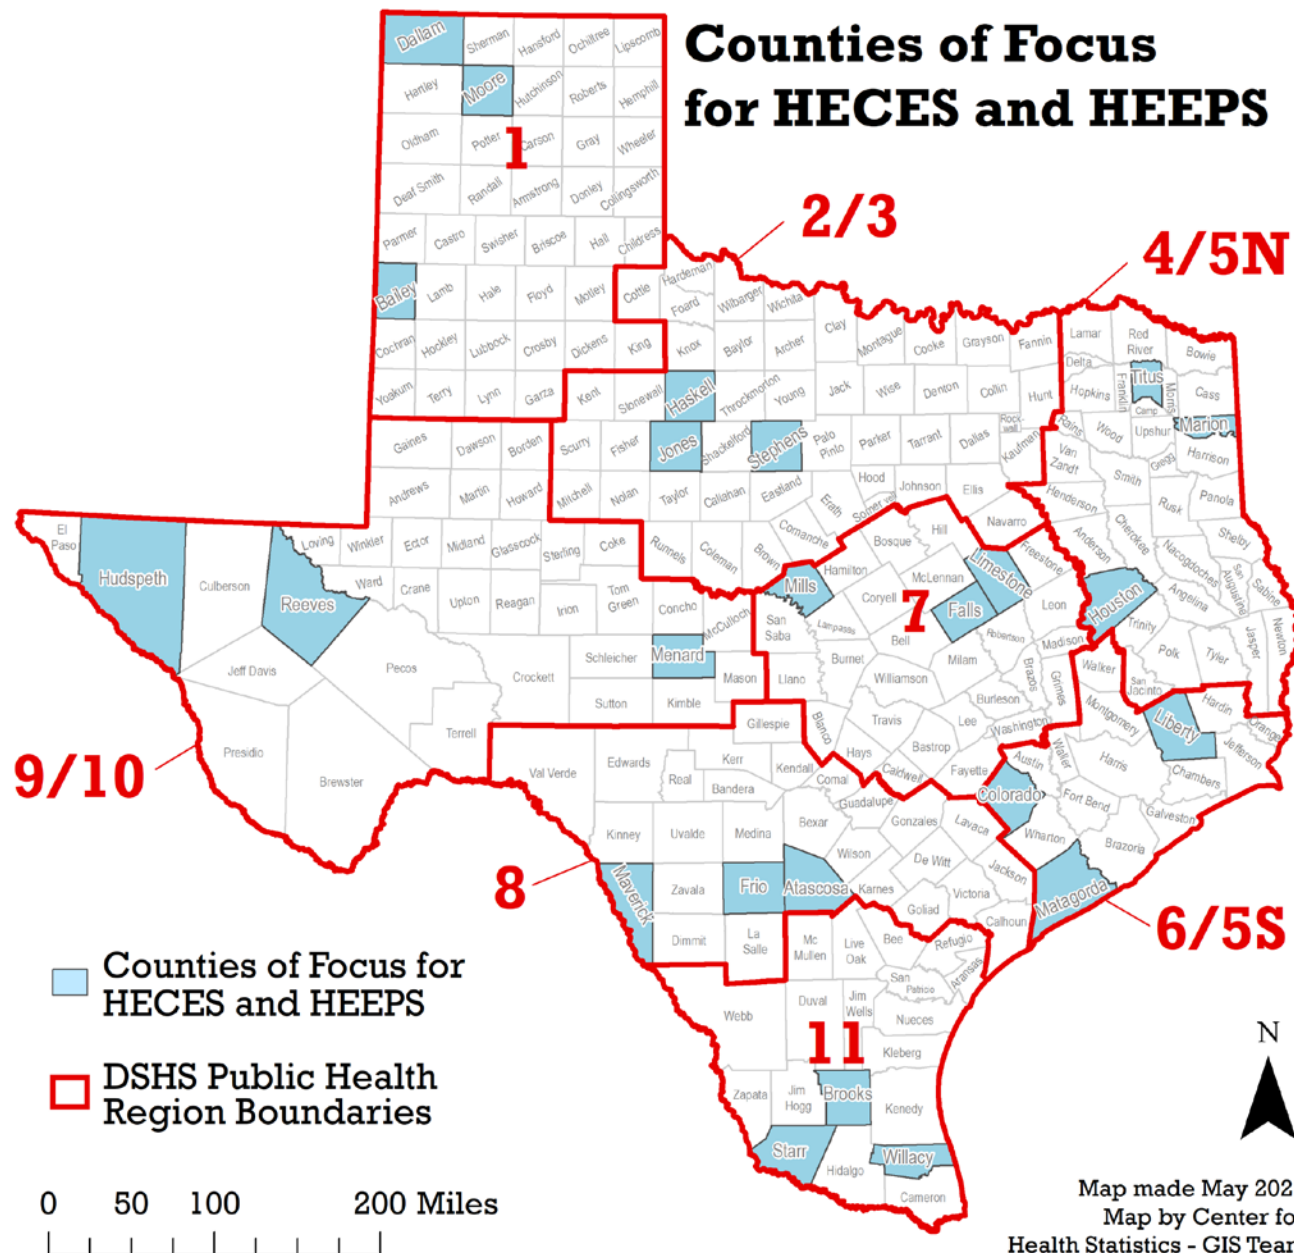 Counties of Focus
for HECES and HEEPS
Dallam
Sherman
Hansford
Ochiltree
Lipscomb
Hartley
Moore
Hutchinson
Roberts
Hemphill
Oldham
Potter
1
Carson
Gray
Wheeler
Deaf Smith
Randall
Armstrong
Donley
Collingsworth
2/3
4/5N
Parmer
Castro
Swisher
Briscoe
Hall
Childress
Bailey
Lamb
Hale
Floyd
Motley
Cottle
Hardeman
Foard
Wilbarger
Wichita
Clay
Montague
Cooke
Grayson
Fannin
Lamar
Red
River
Bowie
Delta
Cochran
Hockley
Lubbock
Crosby
Dickens
King
Knox
Baylor
Archer
Yoakum
Terry
Lynn
Garza
Kent
Stonewall
Haskell
Throckmorton
Young
Jack
Wise
Denton
Collin
Hunt
Hopkins
Franklin
Titus
Morris
Cass
Camp
Marion
Gaines
Dawson
Borden
Scurry
Fisher
Jones
Shackelford
Stephens
Palo
Pinto
Parker
Tarrant
Dallas
Rock-
wall
Kaufman
Rains
Wood
Upshur
Gregg
Harrison
Van
Zandt
Smith
Andrews
Martin
Howard
Mitchell
Nolan
Taylor
Callahan
Eastland
Erath
Hood
Somervell
Johnson
Ellis
Henderson
Rusk
Panola
El
Paso
Hudspeth
Culberson
Reeves
Loving
Winkler
Ector
Midland
Glasscock
Sterling
Coke
Runnels
Coleman
Brown
Comanche
Bosque
Hill
Navarro
Anderson
Cherokee
Nacogdoches
Shelby
San
Augustine
Sabine
Ward
Crane
Upton
Reagan
Irion
Tom
Green
Concho
McCulloch
Mills
Hamilton
Coryell
McLennan
7
Limestone
Falls
Freestone
Leon
Houston
Angelina
Trinity
Newton
Jasper
San
Saba
Lampasas
Bell
Robertson
Madison
Walker
Polk
Tyler
Jeff Davis
Pecos
Crockett
Schleicher
Menard
Mason
Llano
Burnet
Williamson
Milam
Brazos
Grimes
San
Jacinto
Sutton
Kimble
Burleson
Montgomery
Liberty
Hardin
Orange
Presidio
Brewster
Terrell
Gillespie
Blanco
Travis
Lee
Washington
Bastrop
Hays
Caldwell
Fayette
Austin
Waller
Harris
Jefferson
Chambers
9/10
Val Verde
Edwards
Real
Kerr
Bandera
Kendall
Comal
Guadalupe
Colorado
Fort Bend
Galveston
Kinney
Uvalde
Medina
Bexar
Gonzales
Lavaca
Wharton
Brazoria
8
Maverick
Zavala
Frio
Atascosa
Wilson
Karnes
De Witt
Jackson
Victoria
Matagorda
Goliad
Calhoun
6/5S
Dimmit
La
Salle
Mc
Mullen
Live
Oak
Bee
Refugio
Aransas
San
Patricio
Webb
Duval
Jim
Wells
Nueces
11
Kleberg
Zapata
Jim
Hogg
Brooks
Kenedy
Starr
Hidalgo
Willacy
Cameron
Counties of Focus for
HECES and HEEPS
DSHS Public Health
Region Boundaries
0 50 100 200 Miles
N
Map made May 202
Map by Center fo
Health Statistics - GIS Tean